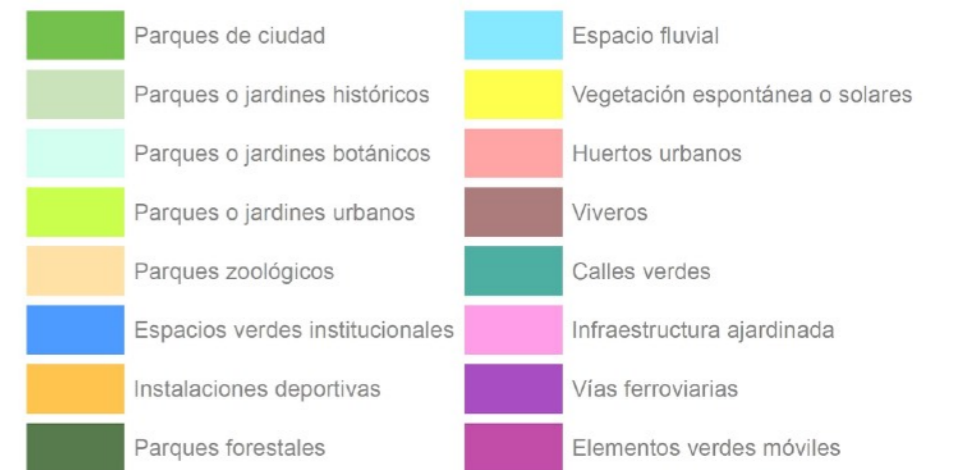 Parques de ciudad
Parques o jardines históricos
Parques o jardines botánicos
Parques o jardines urbanos
Parques zoológicos
Espacios verdes institucionales
Instalaciones deportivas
Parques forestales
Espacio fluvial
Vegetación espontánea o solares
Huertos urbanos
Viveros
Calles verdes
Infraestructura ajardinada
Vías ferroviarias
Elementos verdes móviles